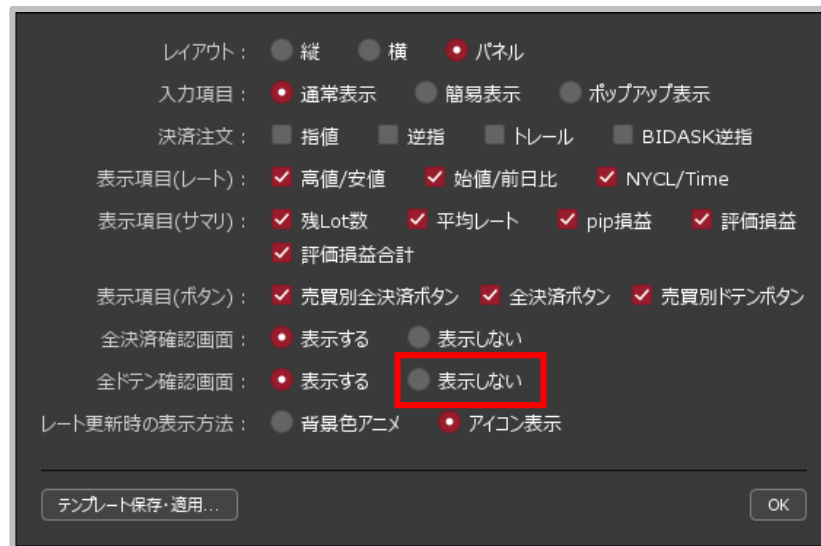 レイアウト： 縦 横 パネル
入力項目： 通常表示 簡易表示 ポップアップ表示
決済注文： 指値 逆指 トレール BIDASK逆指
表示項目(レート)： 高値/安値 始値/前日比 NYCL/Time
表示項目(サマリ)： 残Lot数 平均レート pip損益 評価損益
評価損益合計
表示項目(ボタン)： 売買別全決済ボタン 全決済ボタン 売買別ドテンボタン
全決済確認画面： 表示する 表示しない
全ドテン確認画面： 表示する 表示しない
レート更新時の表示方法： 背景色アニメ アイコン表示
テンプレート保存・適用... OK